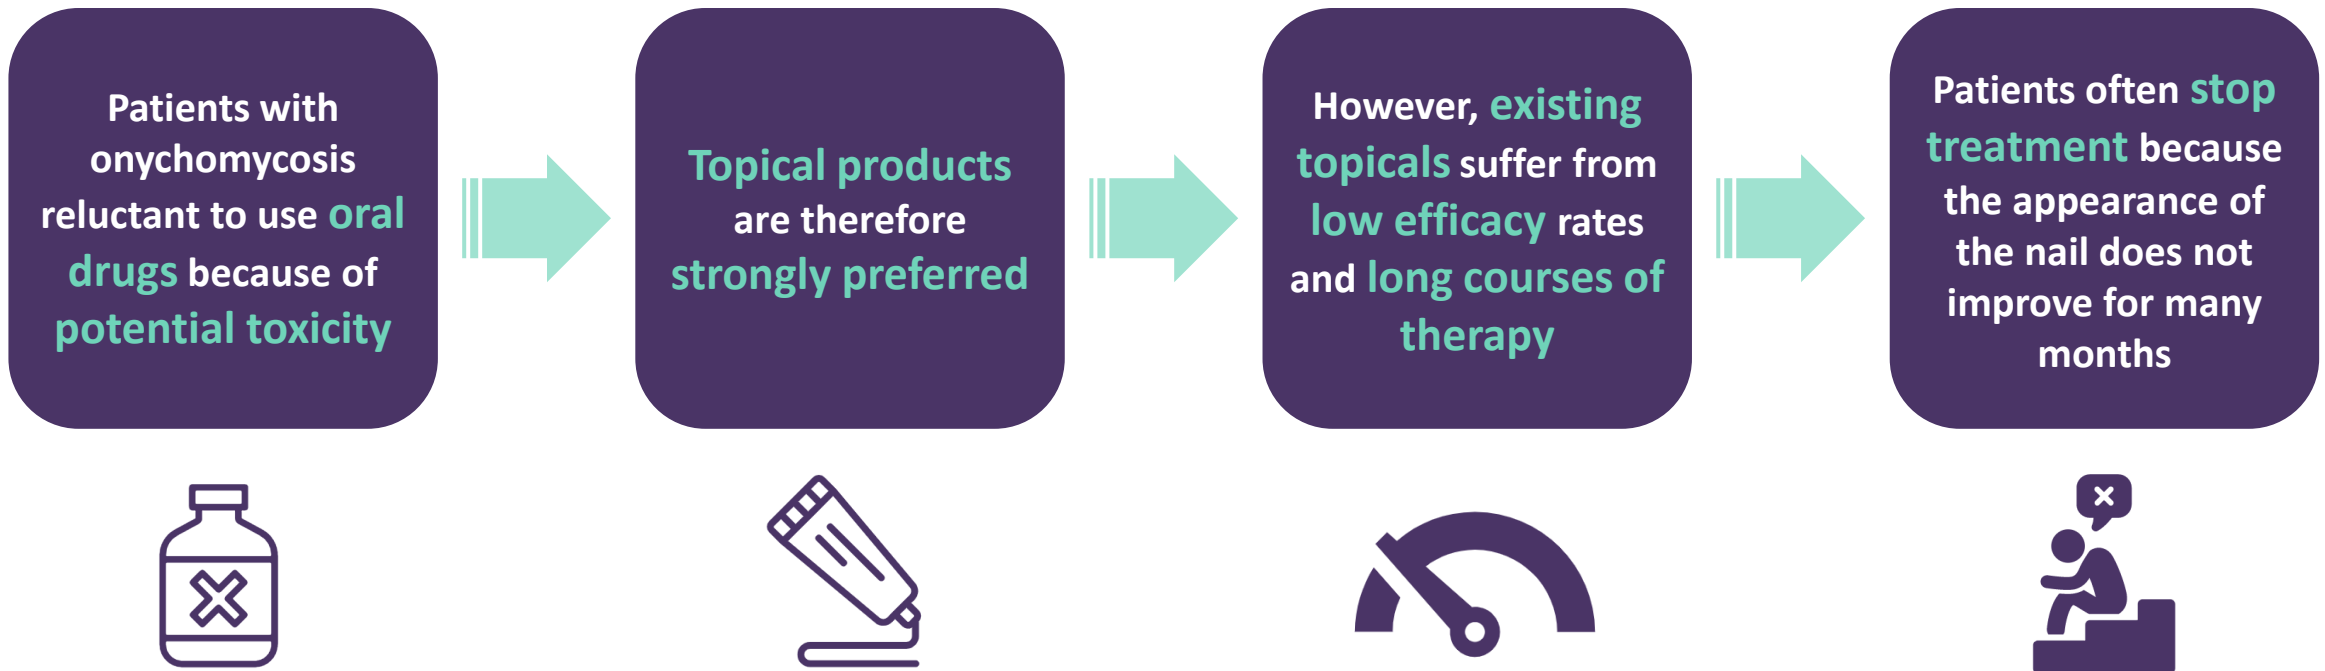 Patients with
onychomycosis
reluctant to use oral
drugs because of
potential toxicity
Topical products
are therefore
strongly preferred
However, existing
topicals suffer from
low efficacy rates
and long courses of
therapy
Patients often stop
treatment because
the appearance of
the nail does not
improve for many
months